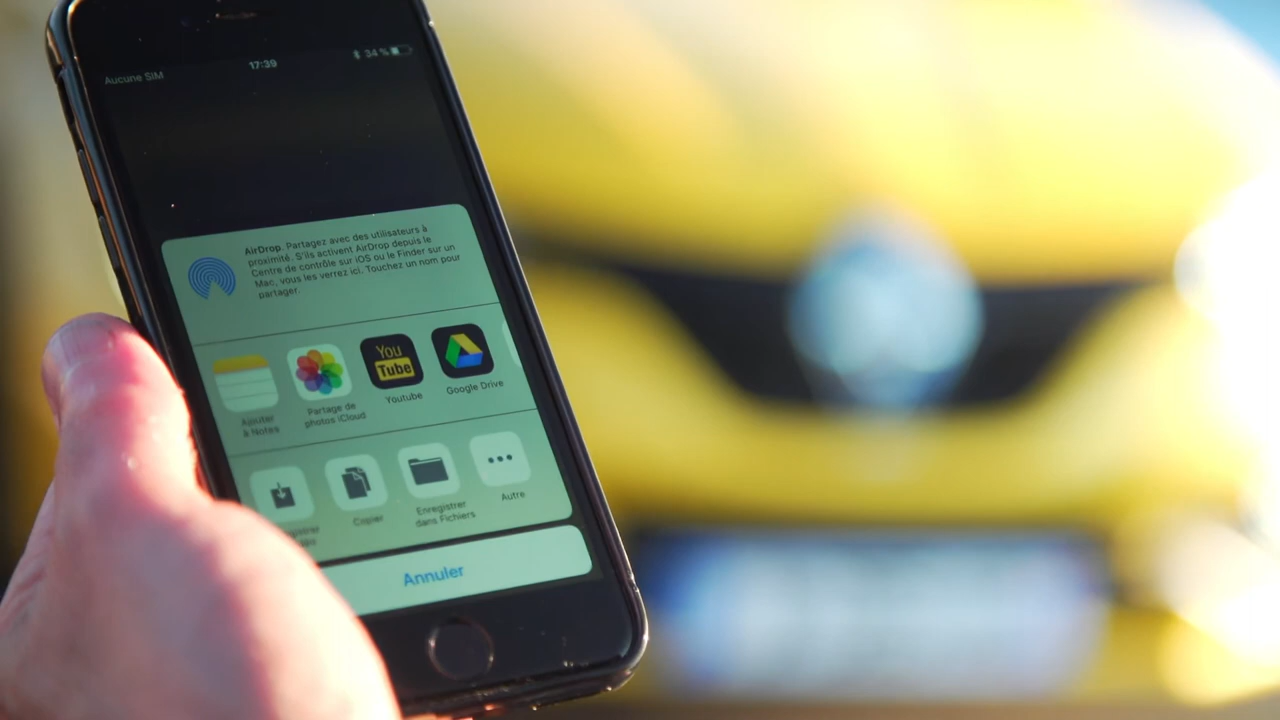 Aucune SIM 17:39 34 %
AirDrop. Partagez avec des utilisateurs à
proximité. S'ils activent AirDrop depuis le
Centre de contrôle sur iOS ou le Finder sur un
Mac, vous les verrez ici. Touchez un nom pour
partager.
You
Tube
Ajouter
à Notes
Partage de
photos iCloud
Youtube
Google Drive
Copier
Enregistrer
dans Fichiers
Autre
Annuler